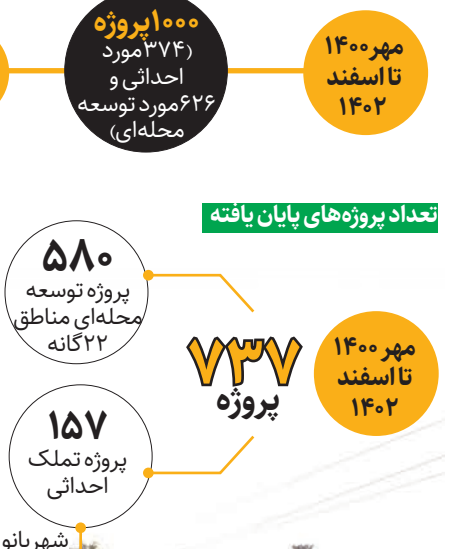 مهر۱۴۰۰
تا اسفند
۱۴۰۲
۱۰۰۰پروژه
(۳۷۴مورد
احداثی و
۶۲۶مورد توسعه
محله‌ای)
تعداد پروژه‌های پایان یافته
مهر ۱۴۰۰
تا اسفند
۱۴۰۲
۷۳۷
پروژه
۵۸۰
پروژه توسعه
محله‌ای مناطق
۲۲گانه
۱۵۷
پروژه تملک
احداثی
شهربانو